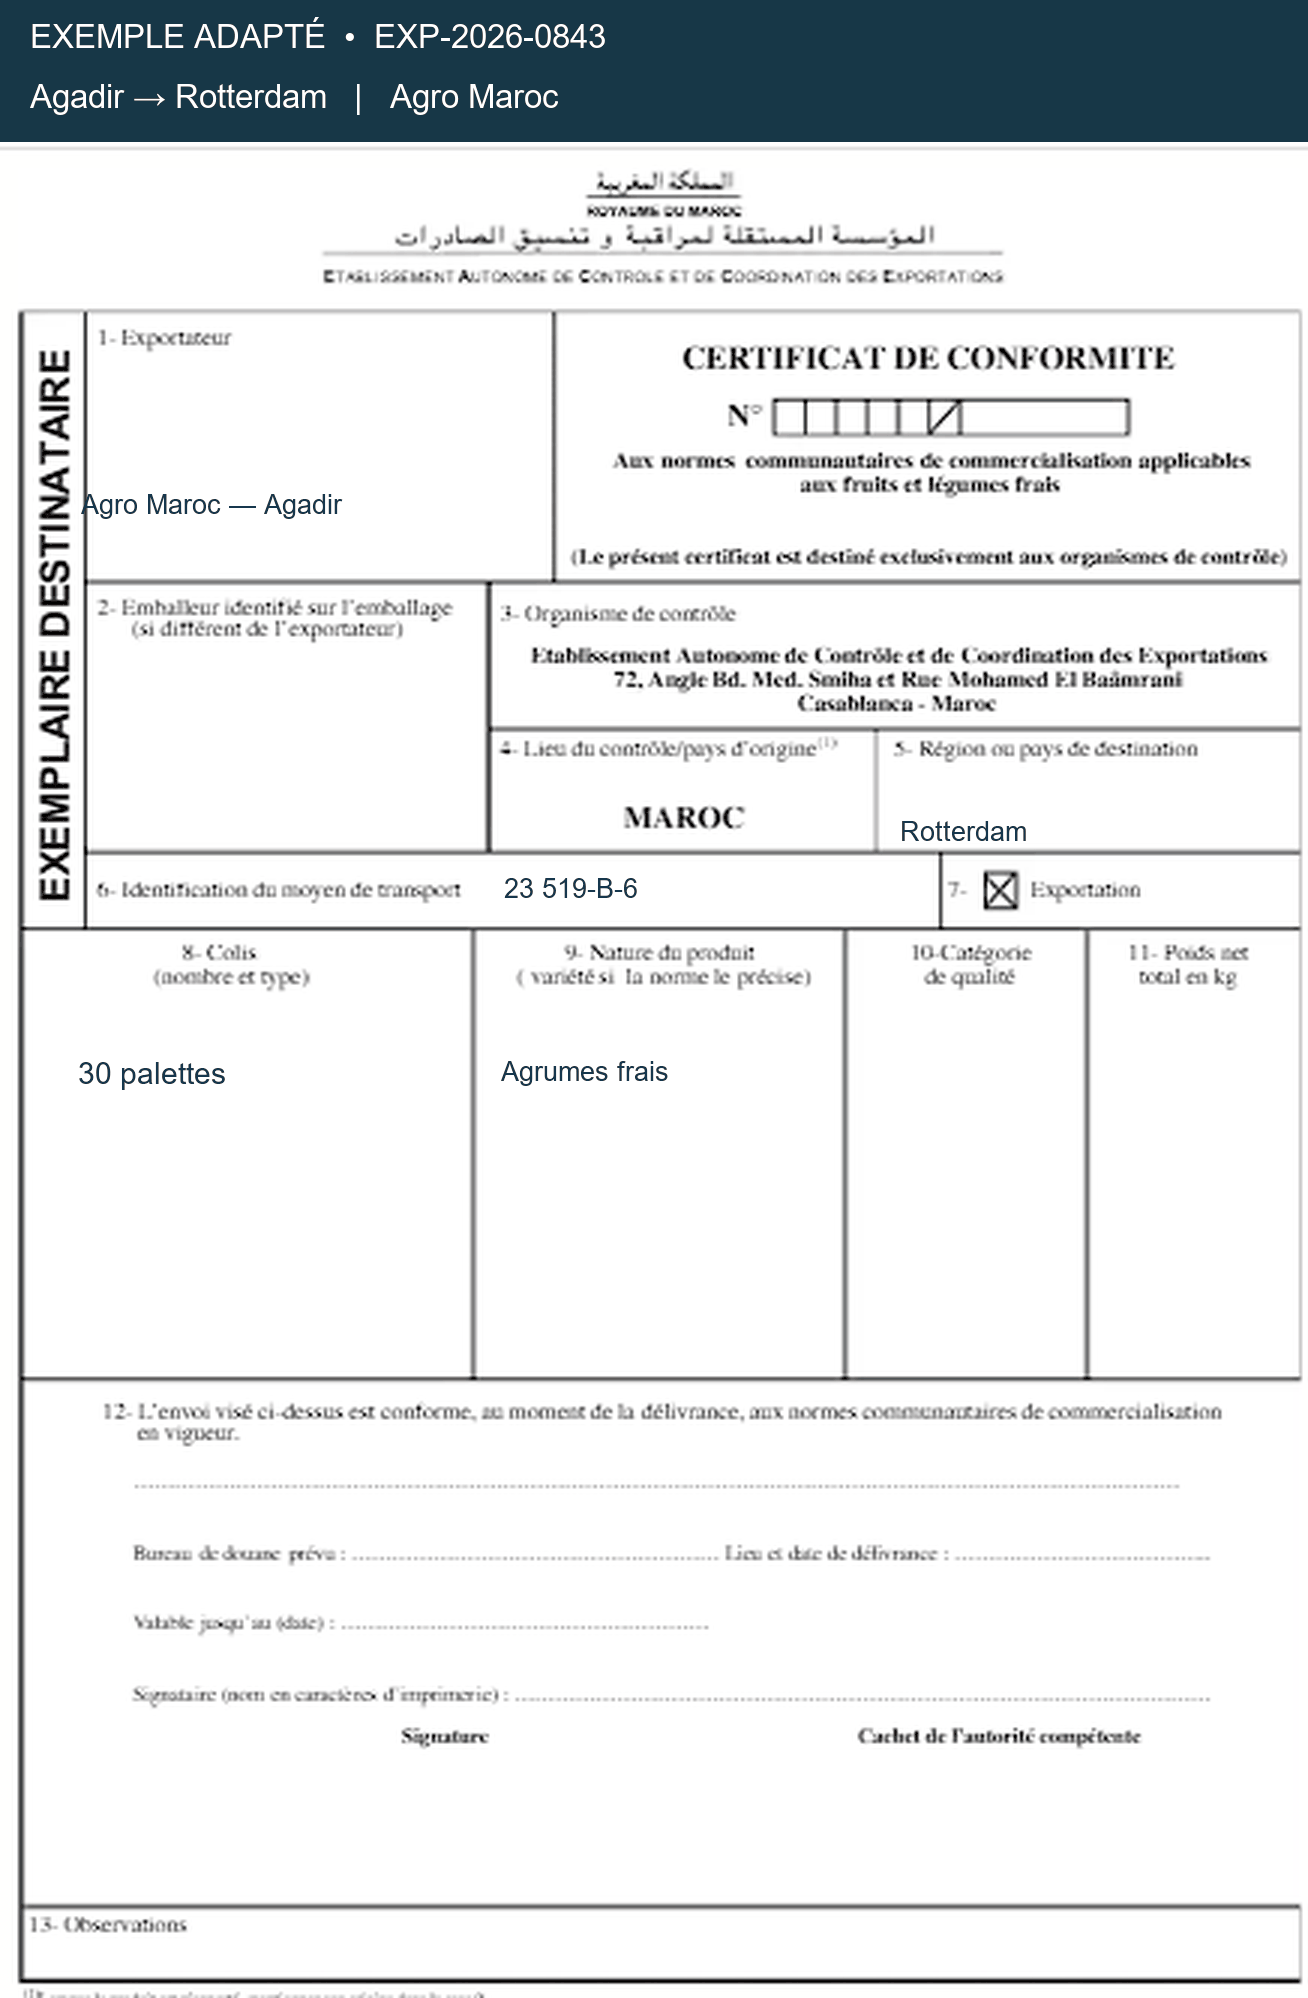 EXEMPLE ADAPTÉ • EXP-2026-0843
Agadir → Rotterdam | Agro Maroc
المملكة المغربية
ROYAUME DU MAROC
المؤسسة المستقلة لمراقبة و تنسيق الصادرات
ETABLISSEMENT AUTONOME DE CONTROLE ET DE COORDINATION DES EXPORTATIONS
EXEMPLAIRE DESTINATAIRE
1- Exportateur
Agro Maroc — Agadir
CERTIFICAT DE CONFORMITE
N°
Aux normes communautaires de commercialisation applicables
aux fruits et légumes frais
(Le présent certificat est destiné exclusivement aux organismes de contrôle)
2- Emballeur identifié sur l'emballage
(si différent de l'exportateur)
3- Organisme de contrôle
Etablissement Autonome de Contrôle et de Coordination des Exportations
72, Angle Bd. Med. Smiha et Rue Mohamed El Baâmrani
Casablanca - Maroc
4- Lieu du contrôle/pays d'origine(1)
MAROC
5- Région ou pays de destination
Rotterdam
6- Identification du moyen de transport 23 519-B-6
7- Exportation
8- Colis
(nombre et type)
30 palettes
9- Nature du produit
( variété si la norme le précise)
Agrumes frais
10-Catégorie
de qualité
11- Poids net
total en kg
12- L'envoi visé ci-dessus est conforme, au moment de la délivrance, aux normes communautaires de commercialisation
en vigueur.
Bureau de douane prévu : Lieu et date de délivrance :
Valable jusqu'au (date) :
Signataire (nom en caractères d'imprimerie) :
Signature Cachet de l'autorité compétente
13- Observations